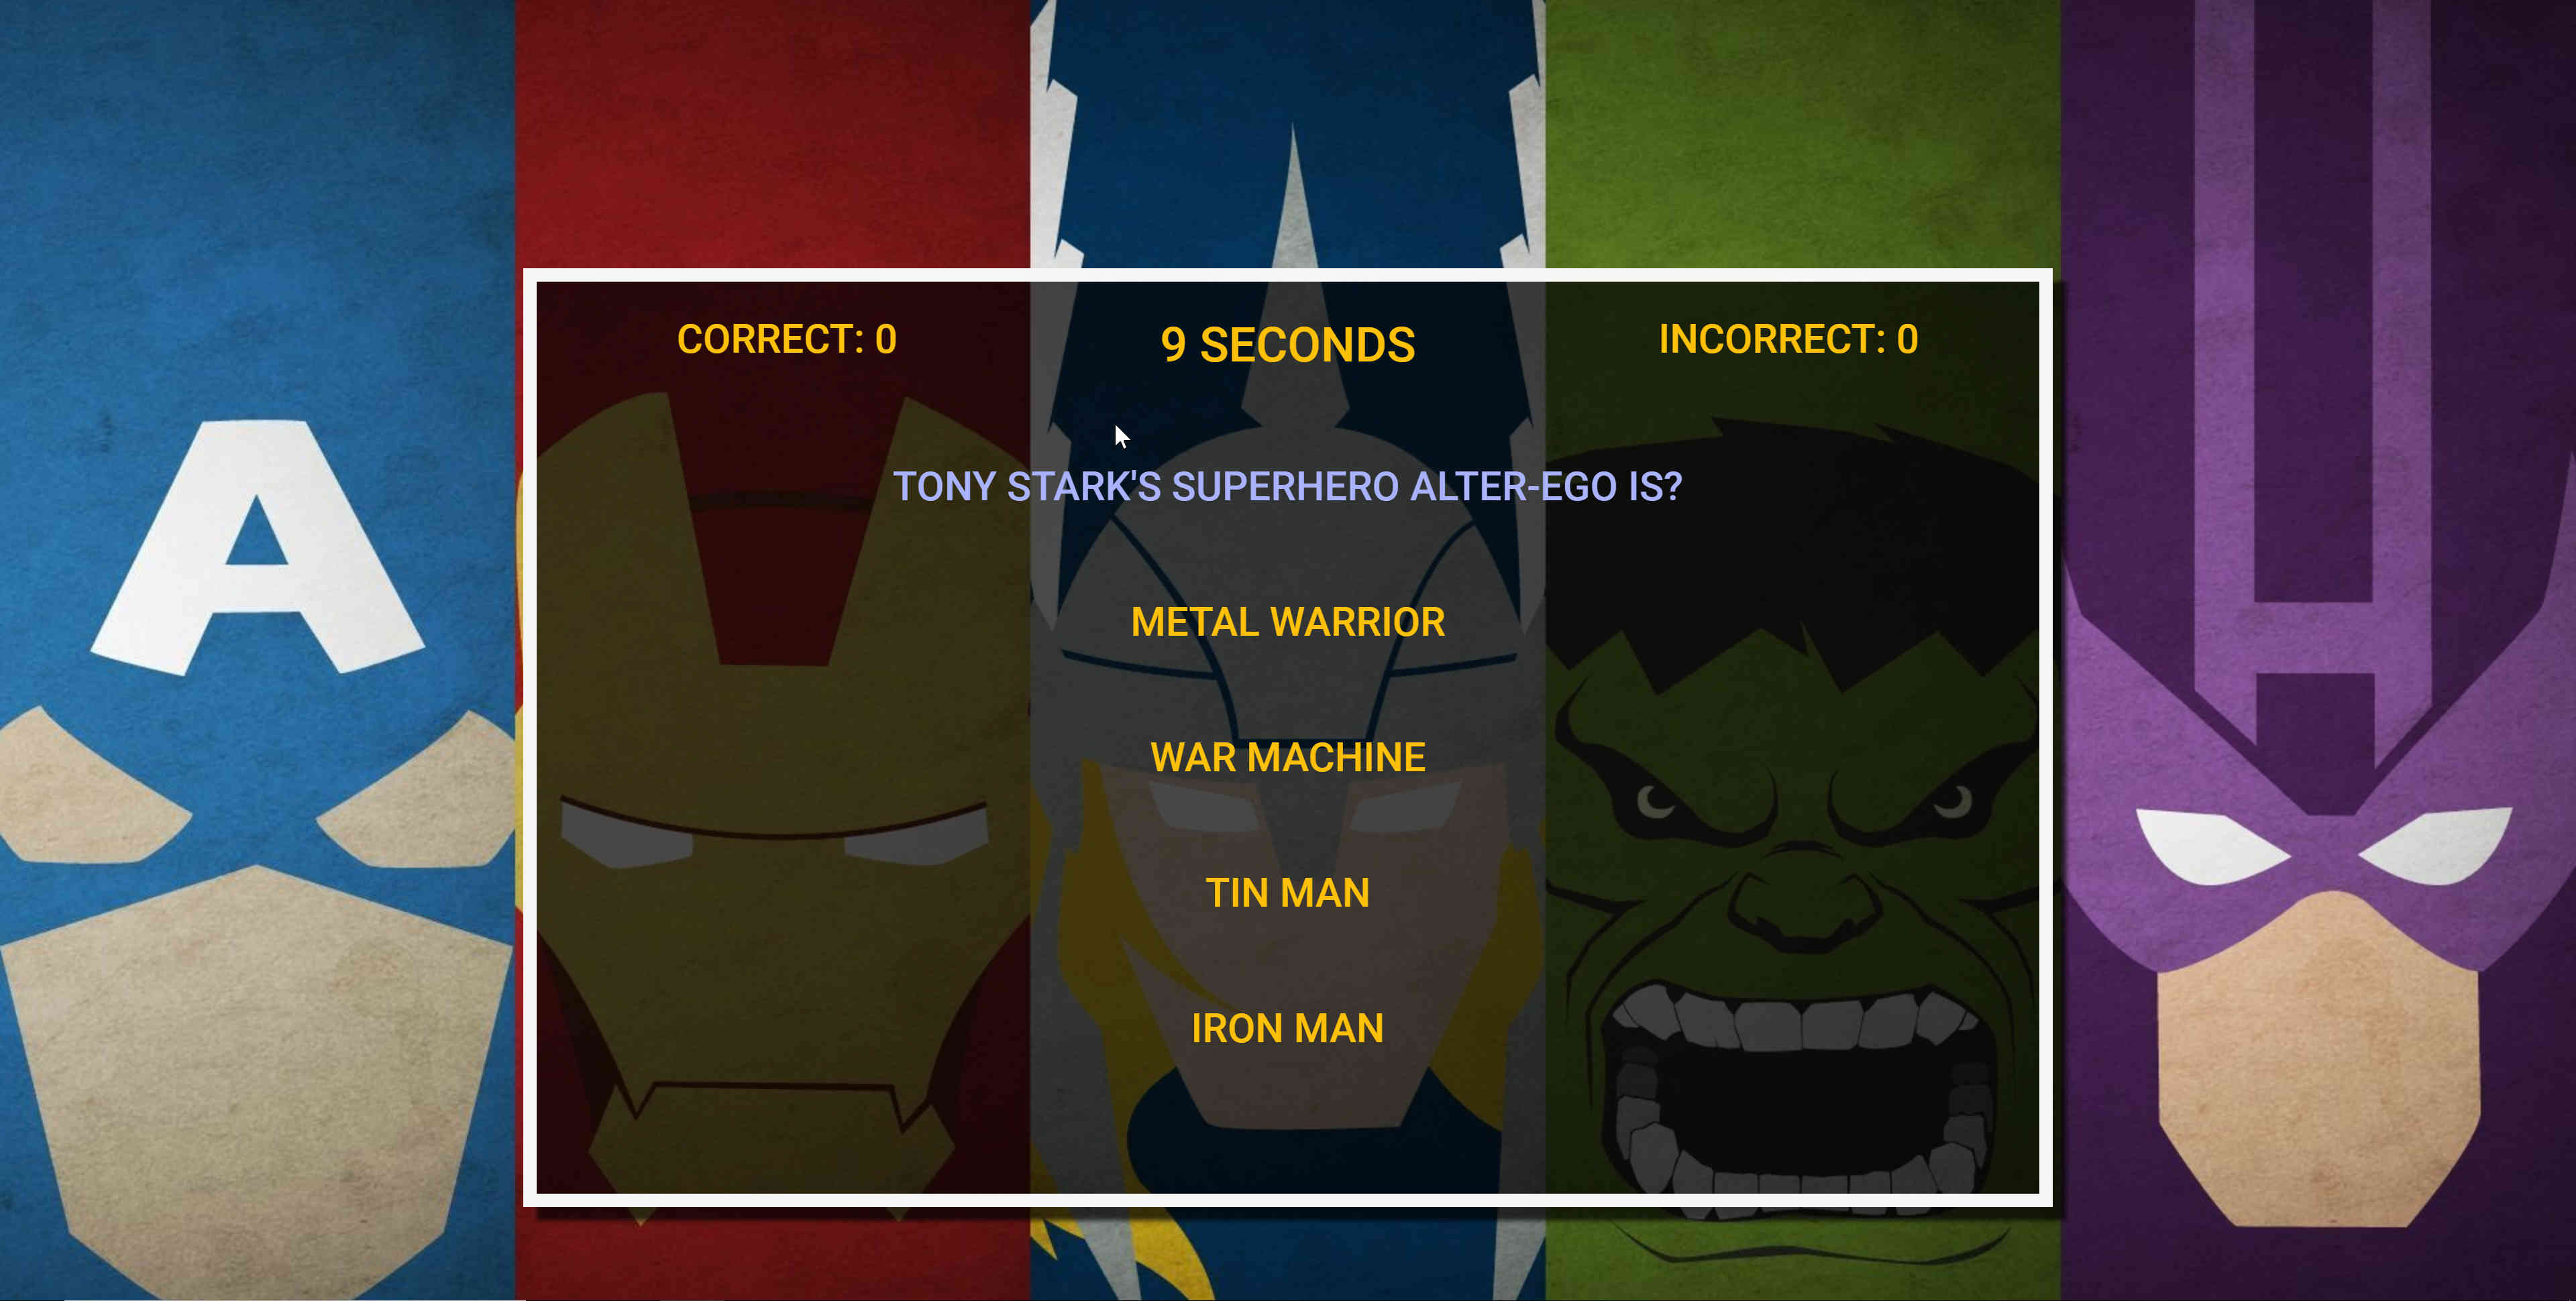 CORRECT: 0
9 SECONDS
INCORRECT: 0
TONY STARK'S SUPERHERO ALTER-EGO IS?
METAL WARRIOR
WAR MACHINE
TIN MAN
IRON MAN
A